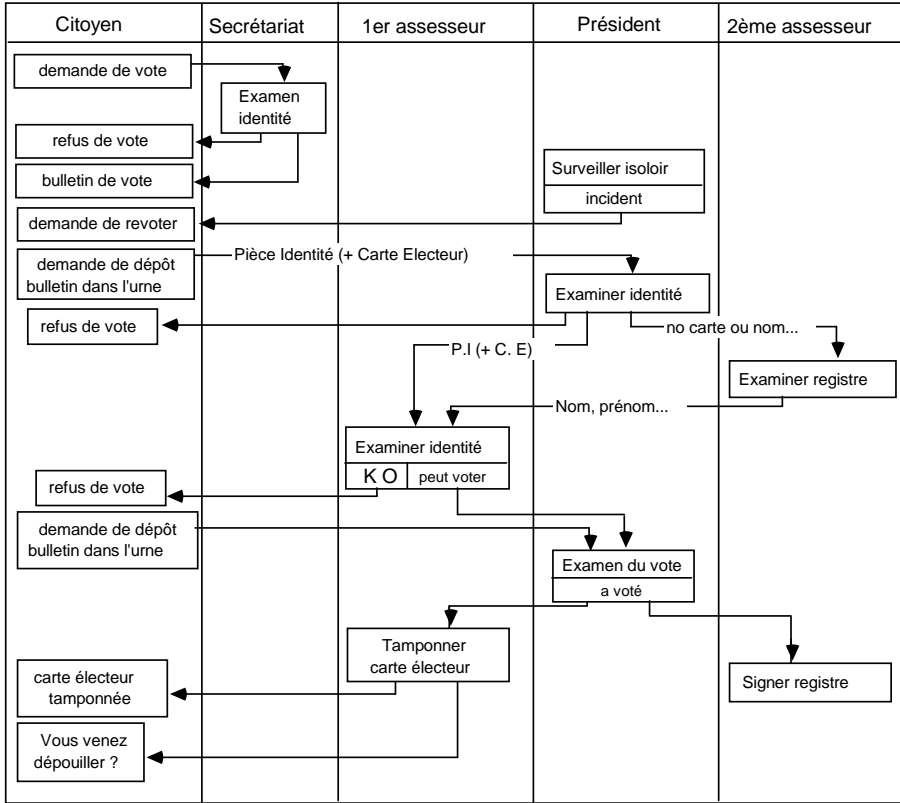 Citoyen
Secrétariat
1er assesseur
Président
2ème assesseur
demande de vote
Examen
identité
refus de vote
bulletin de vote
Surveiller isoloir
incident
demande de revoter
Pièce Identité (+ Carte Electeur)
demande de dépôt
bulletin dans l'urne
Examiner identité
refus de vote
no carte ou nom...
P.I (+ C. E)
Examiner registre
Nom, prénom...
Examiner identité
K O
peut voter
refus de vote
demande de dépôt
bulletin dans l'urne
Examen du vote
a voté
Tamponner
carte électeur
carte électeur
tamponnée
Signer registre
Vous venez
dépouiller ?